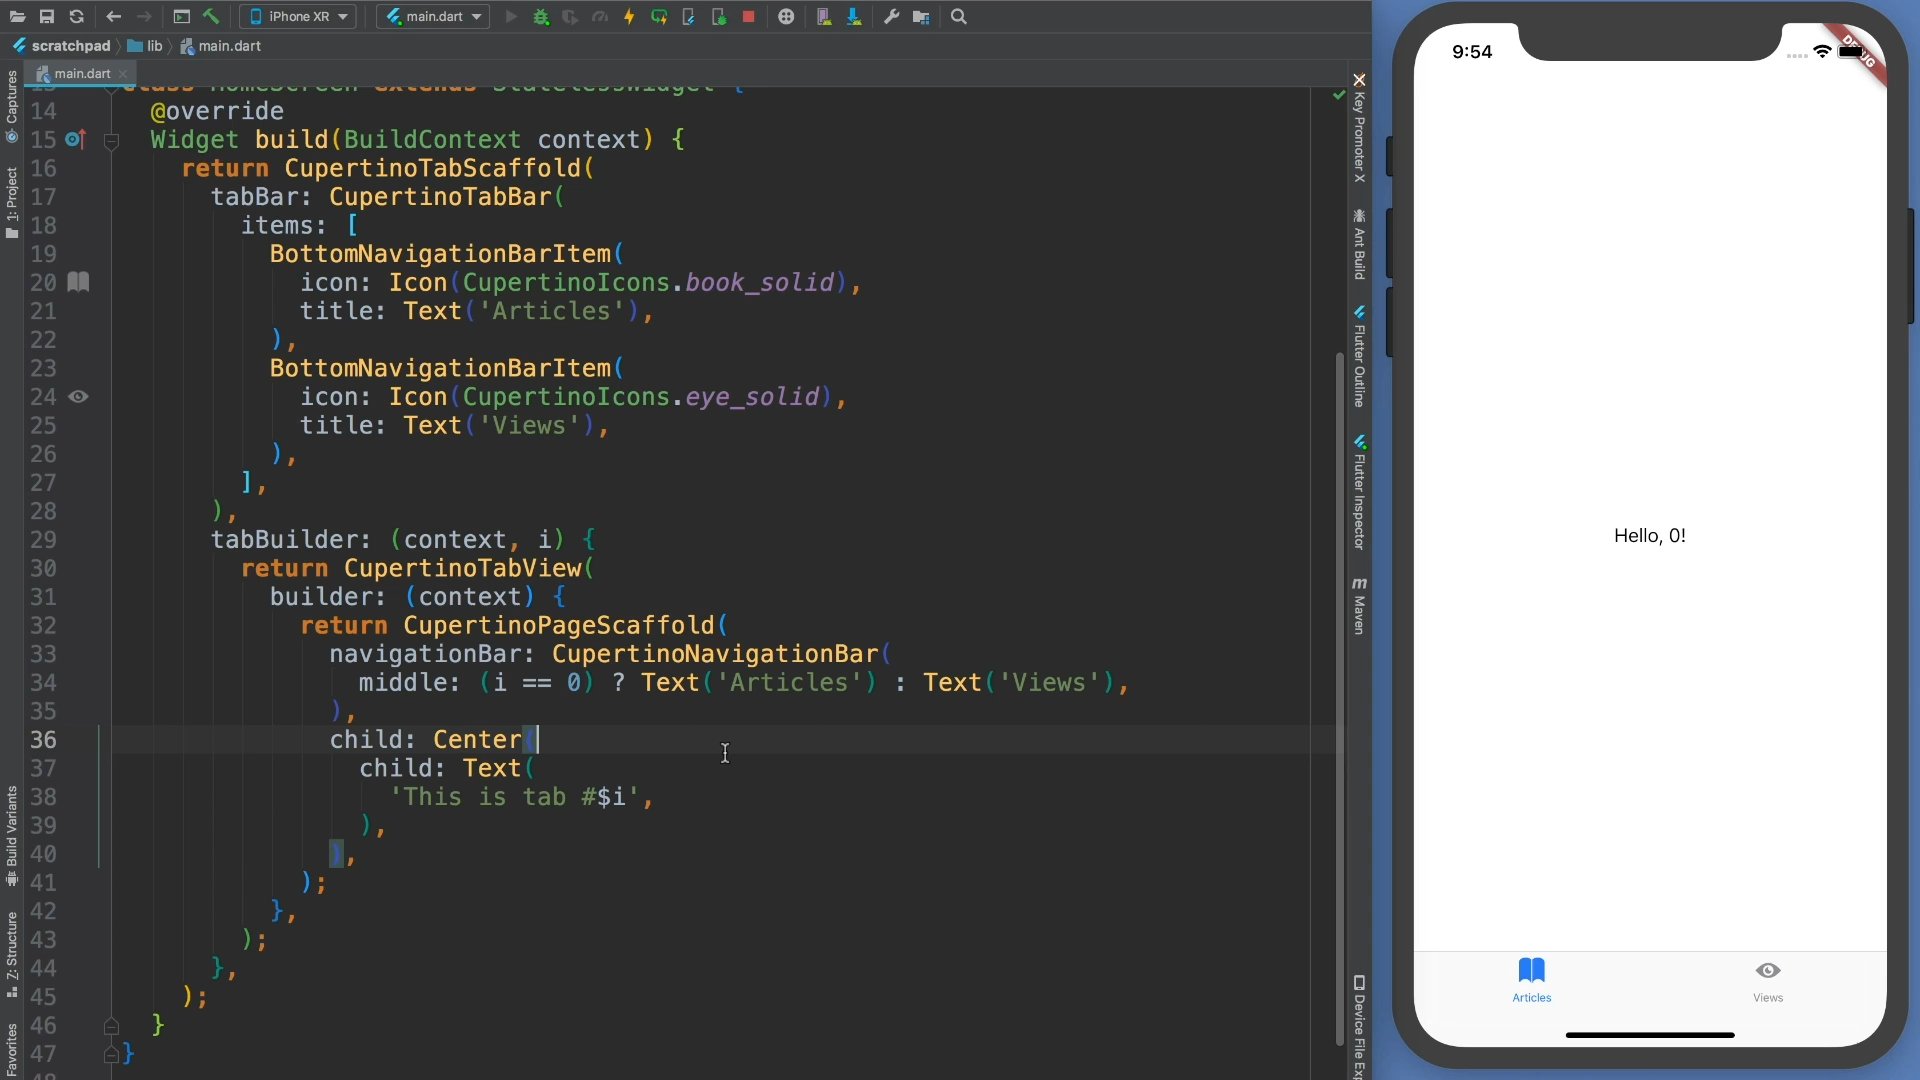 iPhone XR
main.dart
scratchpad
lib
main.dart
main.dart
class HomeScreen extends StatelessWidget {
14 @override
15 Widget build(BuildContext context) {
16 return CupertinoTabScaffold(
17 tabBar: CupertinoTabBar(
18 items: [
19 BottomNavigationBarItem(
20 icon: Icon(CupertinoIcons.book_solid),
21 title: Text('Articles'),
22 ),
23 BottomNavigationBarItem(
24 icon: Icon(CupertinoIcons.eye_solid),
25 title: Text('Views'),
26 ),
27 ],
28 ),
29 tabBuilder: (context, i) {
30 return CupertinoTabView(
31 builder: (context) {
32 return CupertinoPageScaffold(
33 navigationBar: CupertinoNavigationBar(
34 middle: (i == 0) ? Text('Articles') : Text('Views'),
35 ),
36 child: Center(
37 child: Text(
38 'This is tab #$i',
39 ),
40 ),
41 );
42 },
43 );
44 },
45 );
46 }
47 }
Captures
1: Project
Build Variants
Z: Structure
Favorites
Key Promoter X
Ant Build
Flutter Outline
Flutter Inspector
m Maven
Device File Exp
9:54
DEBUG
Hello, 0!
Articles
Views